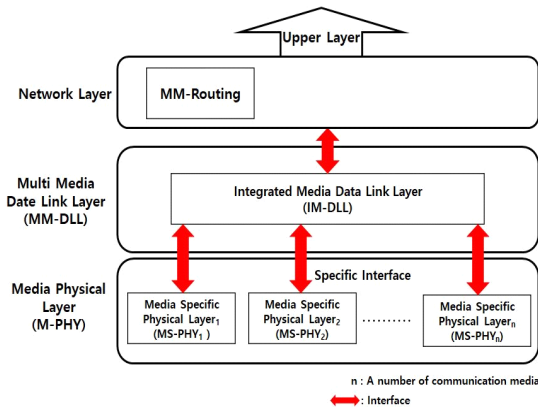 Upper Layer
Network Layer
MM-Routing
Multi Media
Date Link Layer
(MM-DLL)
Integrated Media Data Link Layer
(IM-DLL)
Media Physical
Layer
(M-PHY)
Specific Interface
Media Specific
Physical Layer1
(MS-PHY1 )
Media Specific
Physical Layer2
(MS-PHY2)
..........
Media Specific
Physical Layern
(MS-PHYn)
n : A number of communication media
: Interface